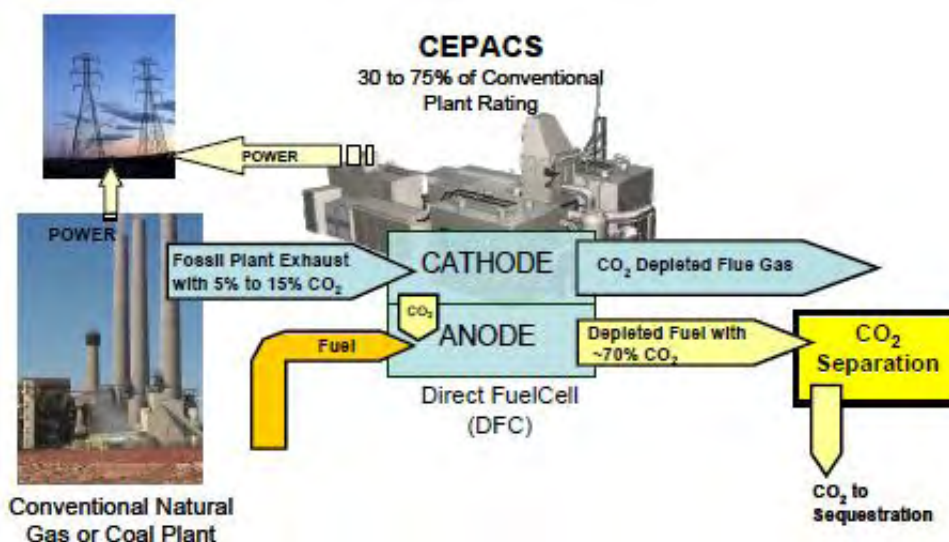 CEPACS
30 to 75% of Conventional
Plant Rating
POWER
POWER
Fossil Plant Exhaust
with 5% to 15% CO₂
CATHODE
CO₂ Depleted Flue Gas
CO₂
Fuel
ANODE
Depleted Fuel with
~70% CO₂
CO₂
Separation
Direct FuelCell
(DFC)
CO₂ to
Sequestration
Conventional Natural
Gas or Coal Plant